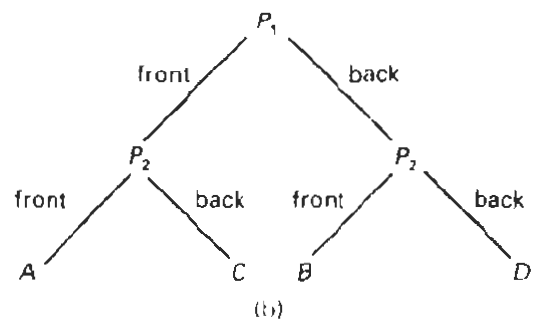 P₁
front back
P₂ P₂
front back front back
A C B D
(b)